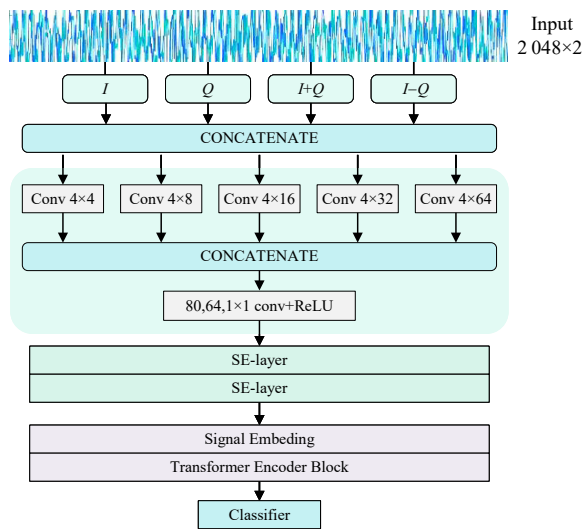 Input
2 048×2
I
Q
I+Q
I−Q
CONCATENATE
Conv 4×4
Conv 4×8
Conv 4×16
Conv 4×32
Conv 4×64
CONCATENATE
80,64,1×1 conv+ReLU
SE-layer
SE-layer
Signal Embeding
Transformer Encoder Block
Classifier